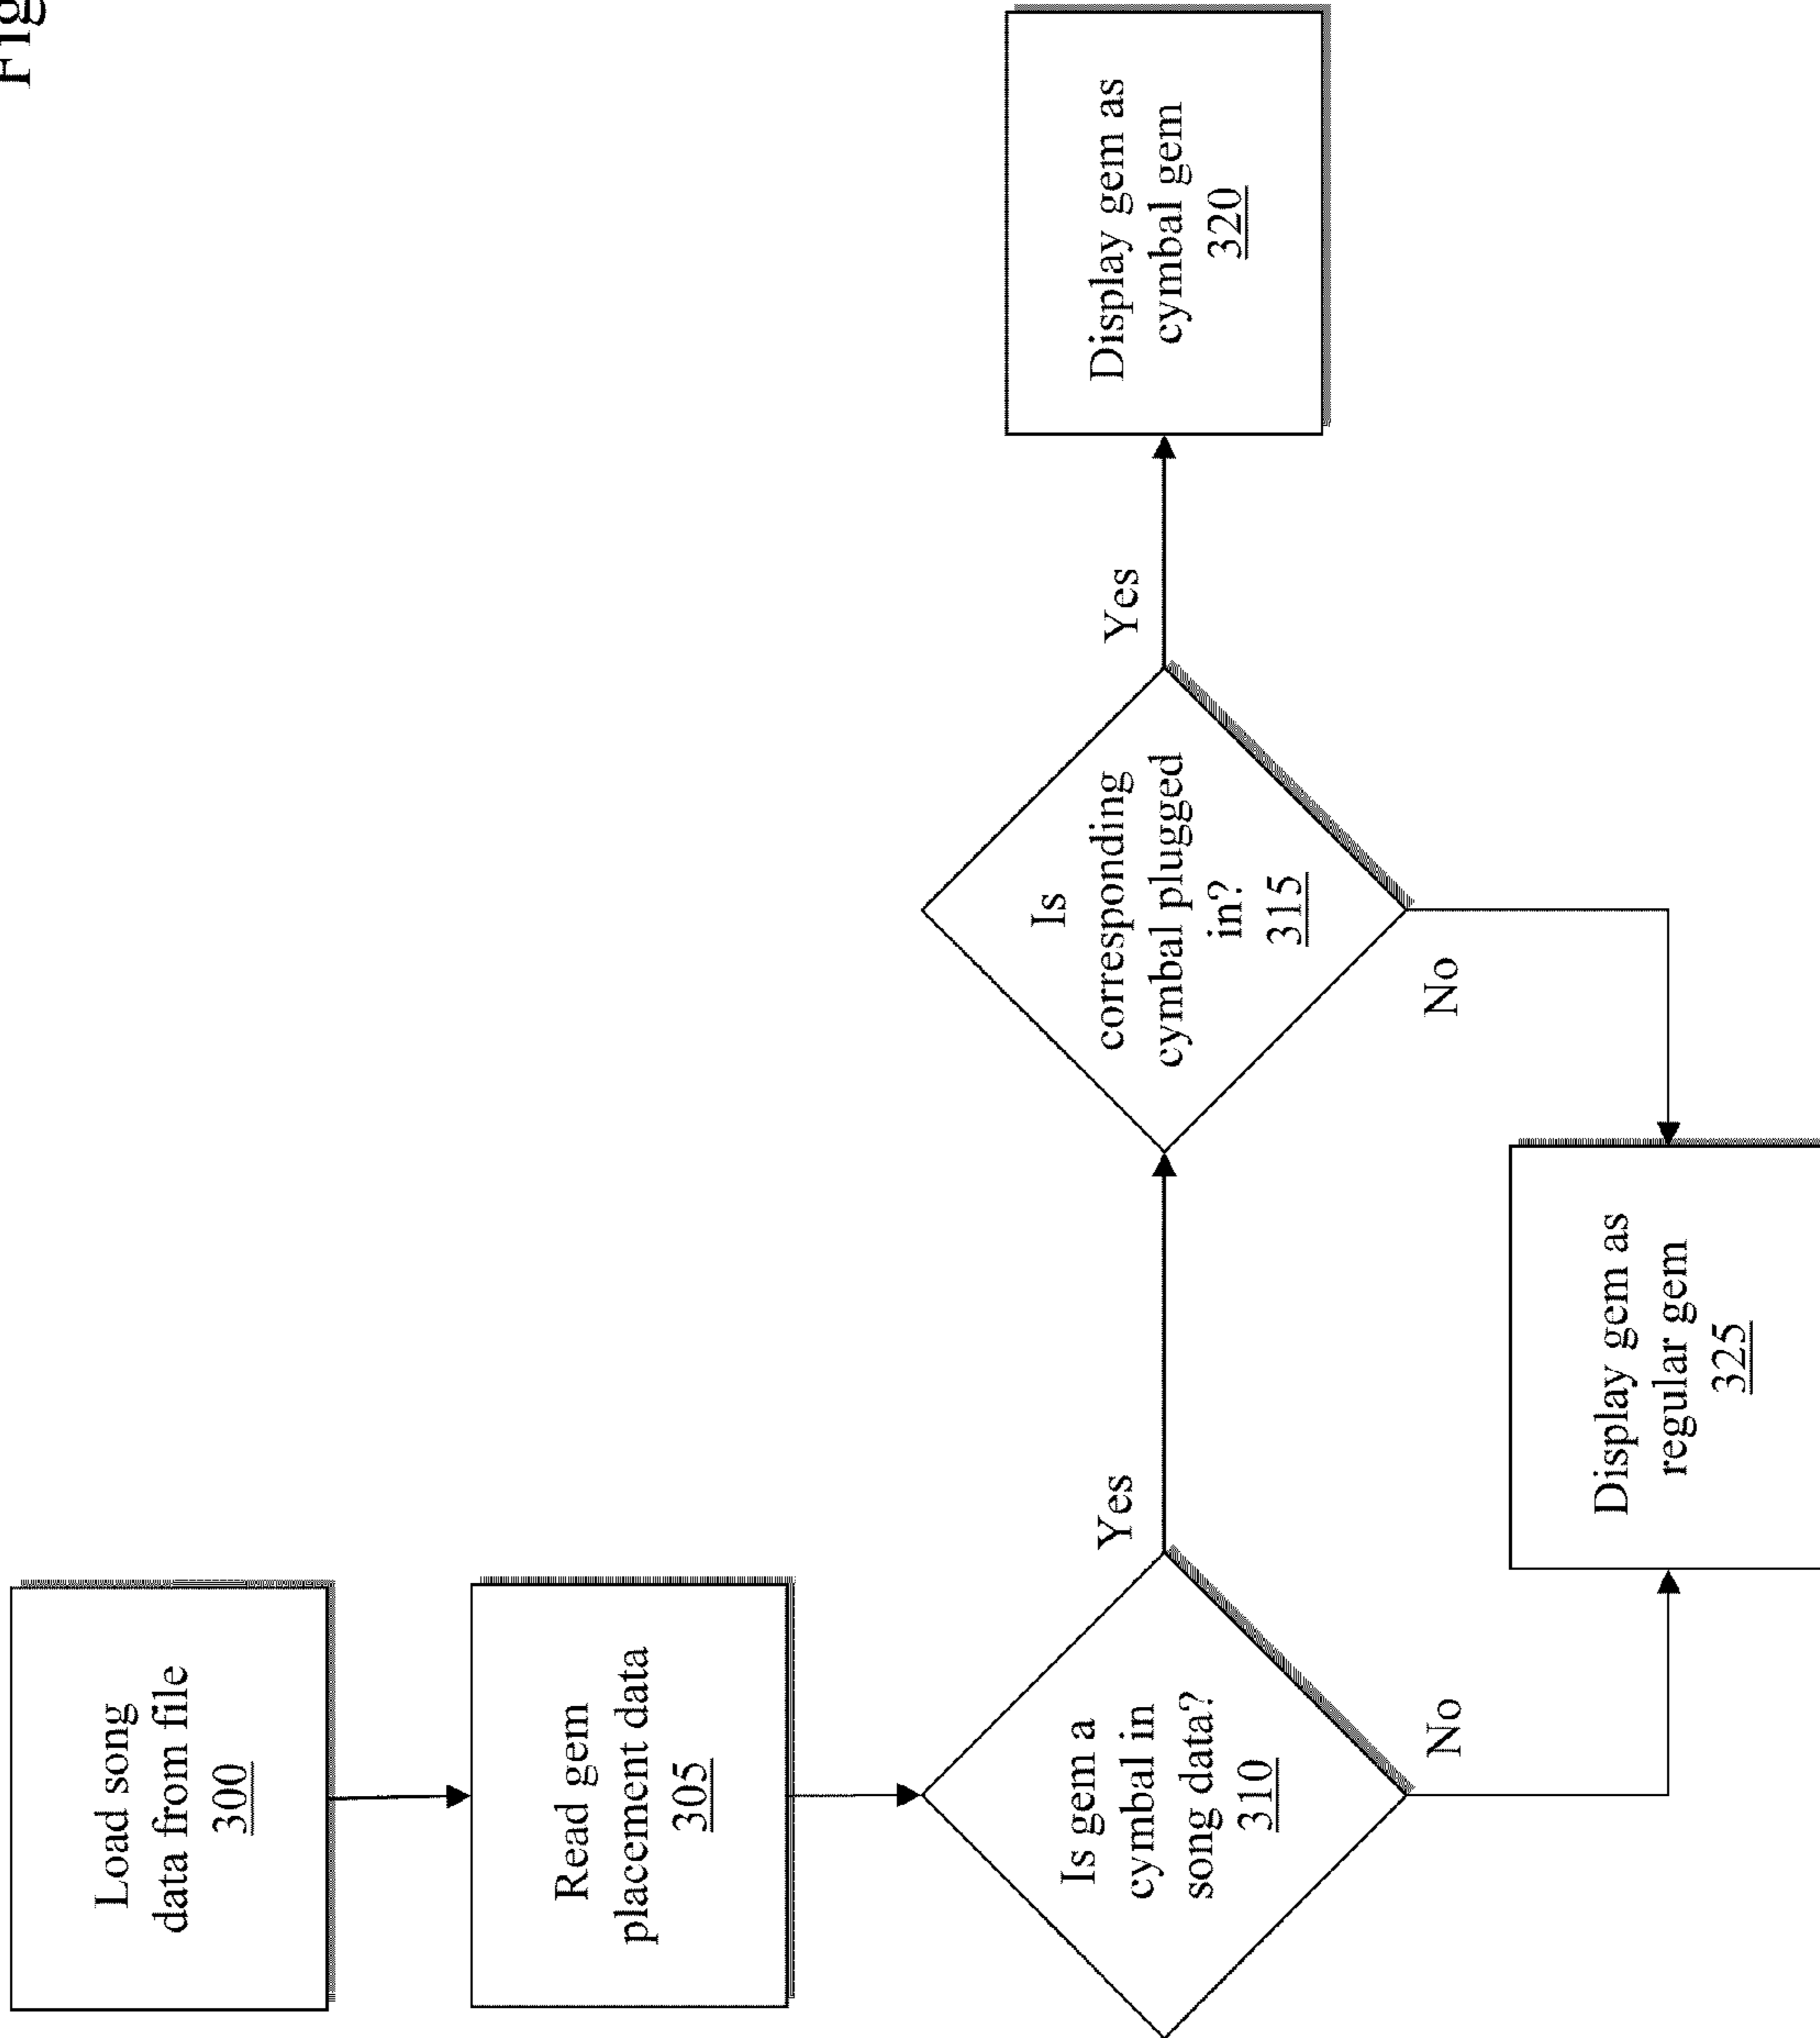 Fig
Load song
data from file
300
Read gem
placement data
305
Is gem a
cymbal in
song data?
310
Yes
No
Is
corresponding
cymbal plugged
in?
315
Yes
No
Display gem as
cymbal gem
320
Display gem as
regular gem
325